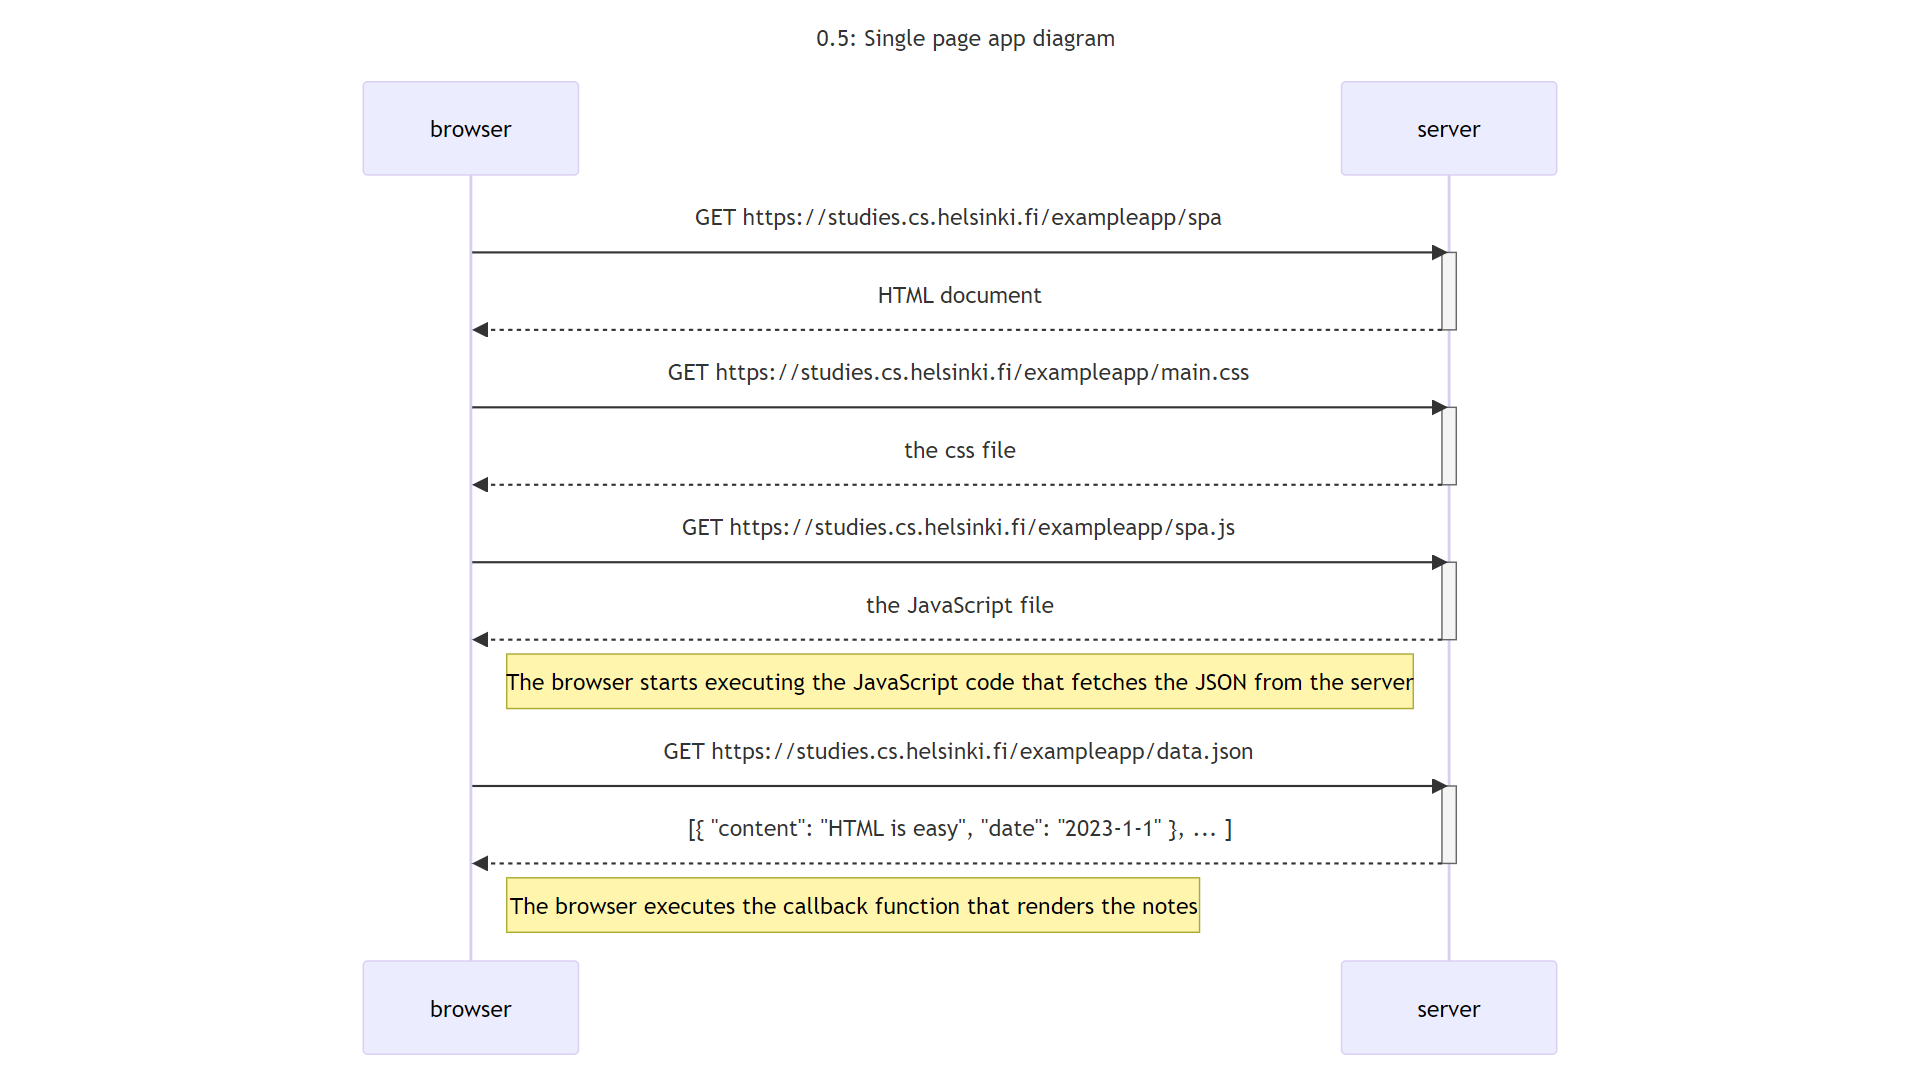 0.5: Single page app diagram
browser
server
GET https://studies.cs.helsinki.fi/exampleapp/spa
HTML document
GET https://studies.cs.helsinki.fi/exampleapp/main.css
the css file
GET https://studies.cs.helsinki.fi/exampleapp/spa.js
the JavaScript file
The browser starts executing the JavaScript code that fetches the JSON from the server
GET https://studies.cs.helsinki.fi/exampleapp/data.json
[{ "content": "HTML is easy", "date": "2023-1-1" }, ... ]
The browser executes the callback function that renders the notes
browser
server